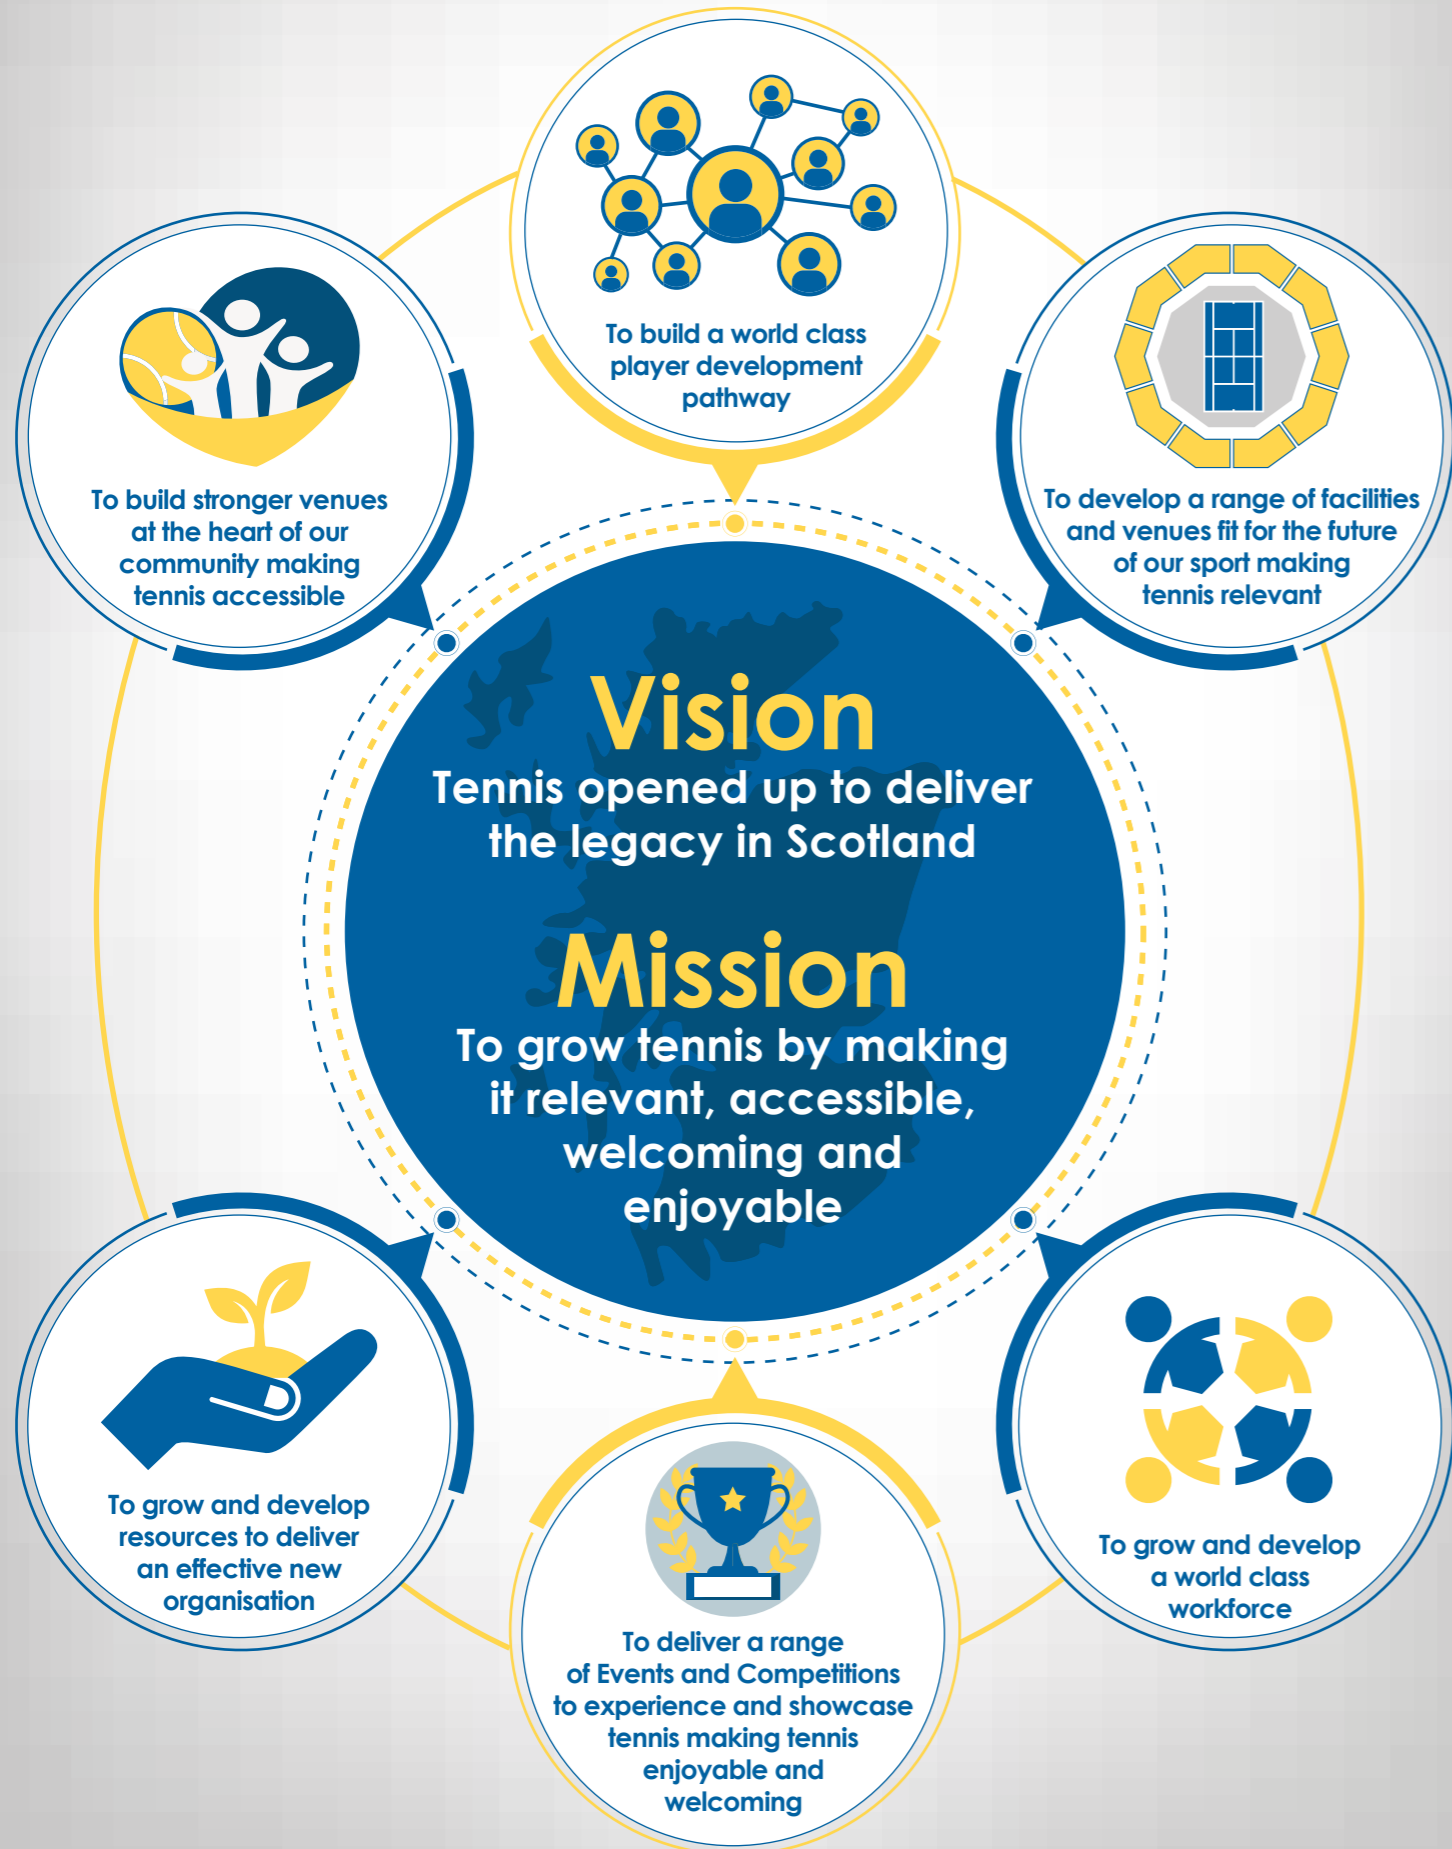 To build a world class
player development
pathway
To build stronger venues
at the heart of our
community making
tennis accessible
To develop a range of facilities
and venues fit for the future
of our sport making
tennis relevant
Vision
Tennis opened up to deliver
the legacy in Scotland
Mission
To grow tennis by making
it relevant, accessible,
welcoming and
enjoyable
To grow and develop
resources to deliver
an effective new
organisation
To deliver a range
of Events and Competitions
to experience and showcase
tennis making tennis
enjoyable and
welcoming
To grow and develop
a world class
workforce